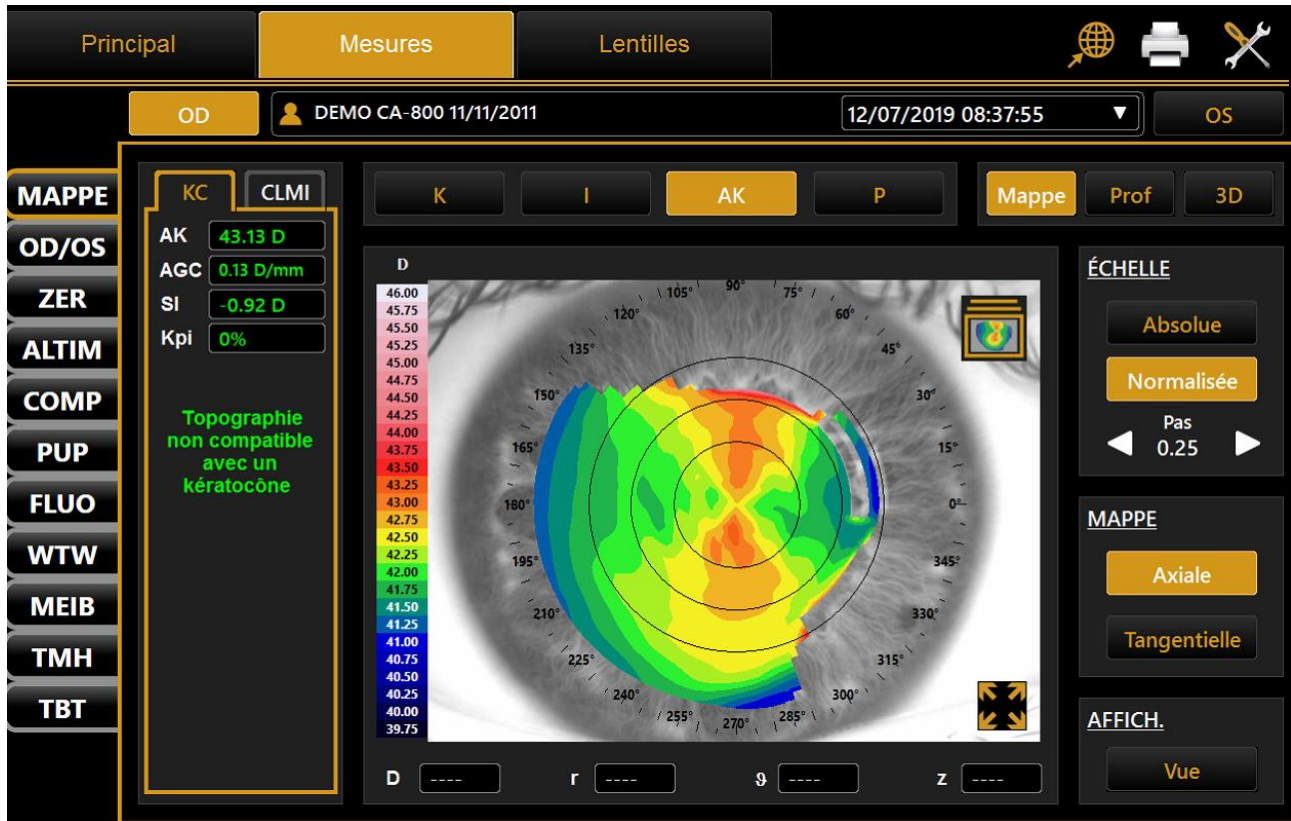 Principal
Mesures
Lentilles
OD
DEMO CA-800 11/11/2011
12/07/2019 08:37:55
OS
MAPPE
OD/OS
ZER
ALTIM
COMP
PUP
FLUO
WTW
MEIB
TMH
TBT
KC
CLMI
AK 43.13 D
AGC 0.13 D/mm
SI -0.92 D
Kpi 0%
Topographie
non compatible
avec un
kératocône
K
I
AK
P
Mappe
Prof
3D
D
46.00
45.75
45.50
45.25
45.00
44.75
44.50
44.25
44.00
43.75
43.50
43.25
43.00
42.75
42.50
42.25
42.00
41.75
41.50
41.25
41.00
40.75
40.50
40.25
40.00
39.75
105°
90°
75°
120°
60°
135°
45°
150°
30°
165°
15°
180°
0°
195°
345°
210°
330°
225°
315°
240°
300°
255°
270°
285°
D ----
r ----
ϑ ----
z ----
ÉCHELLE
Absolue
Normalisée
Pas
0.25
MAPPE
Axiale
Tangentielle
AFFICH.
Vue